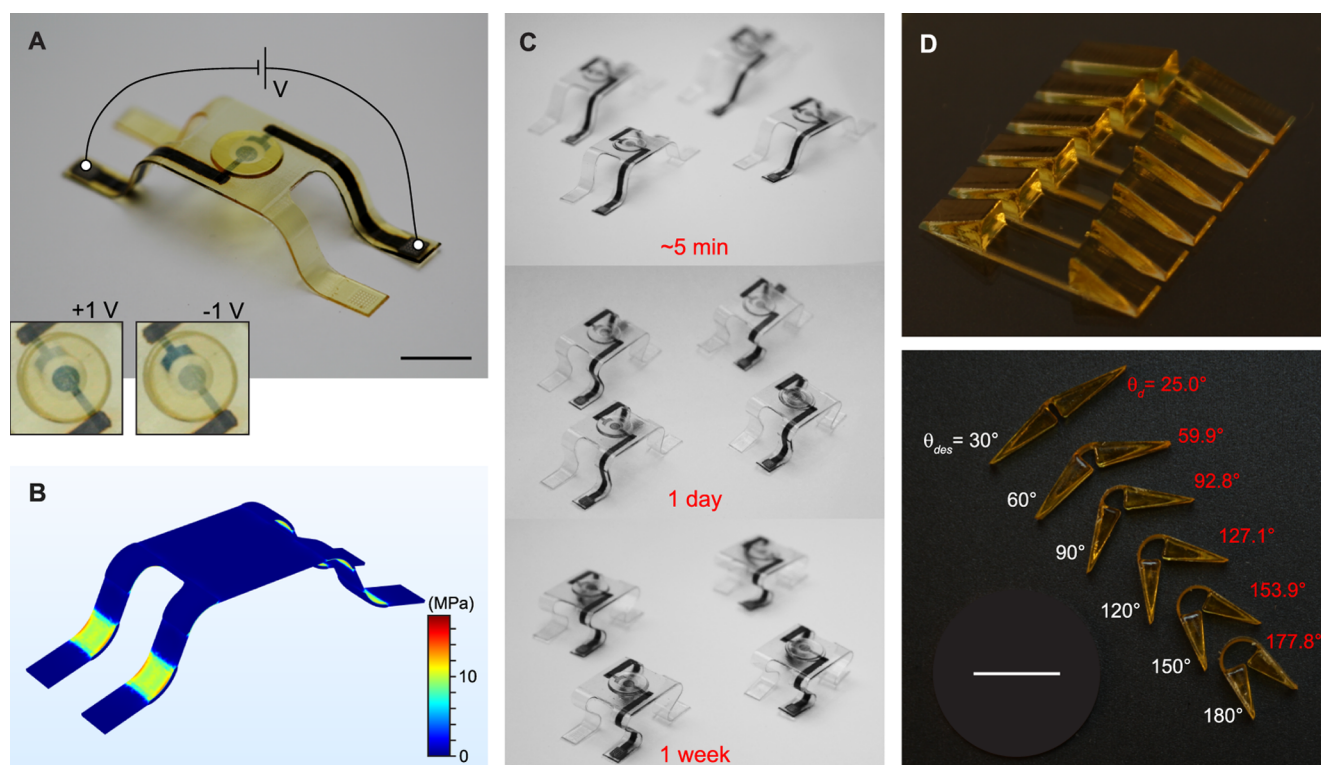 A
V
+1 V
-1 V
B
(MPa)
10
0
C
~5 min
1 day
1 week
D
θd= 25.0°
θdes= 30°
59.9°
60°
92.8°
90°
127.1°
120°
153.9°
150°
177.8°
180°